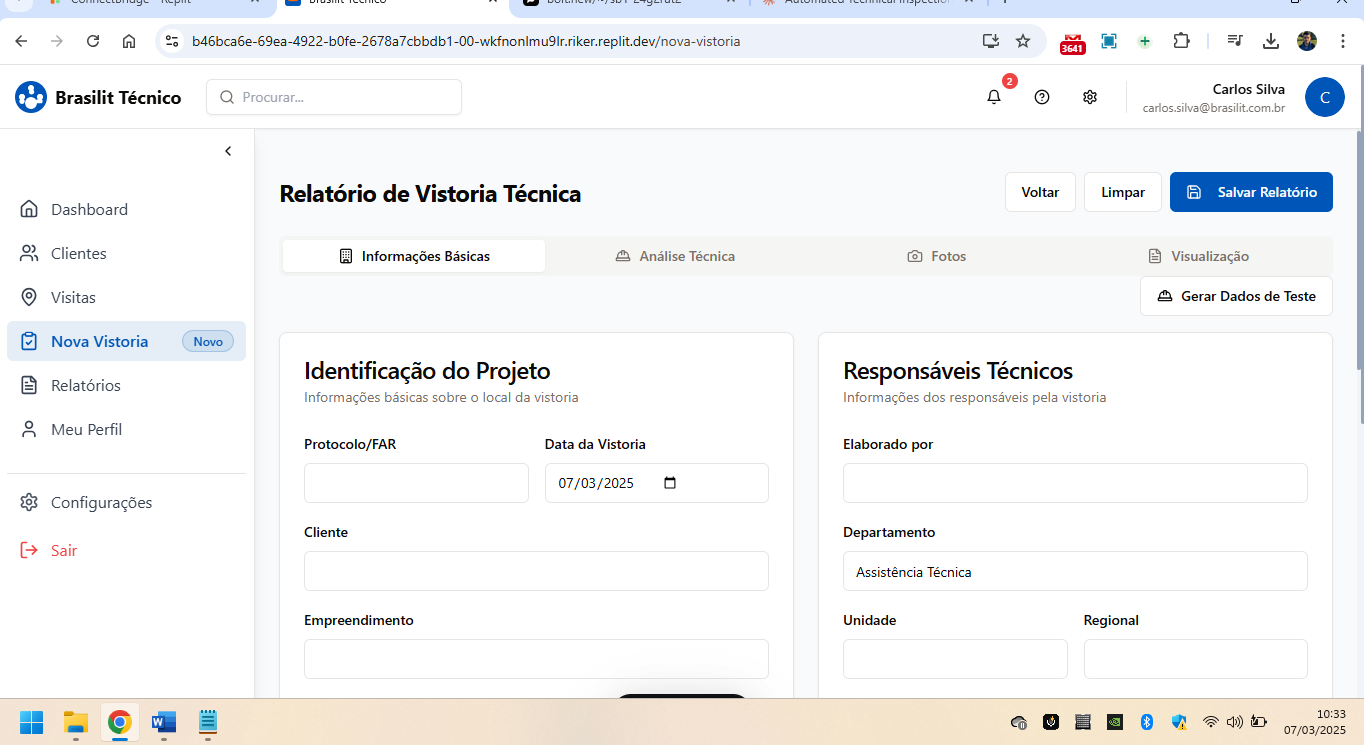 Connectbridge - Replit
Brasilit Técnico
Automated Technical Inspection
b46bca6e-69ea-4922-b0fe-2678a7cbbdb1-00-wkfnonlmu9lr.riker.replit.dev/nova-vistoria
3641
Brasilit Técnico
Procurar...
2
Carlos Silva
carlos.silva@brasilit.com.br
C
Dashboard
Clientes
Visitas
Nova Vistoria
Novo
Relatórios
Meu Perfil
Configurações
Sair
Relatório de Vistoria Técnica
Voltar
Limpar
Salvar Relatório
Informações Básicas
Análise Técnica
Fotos
Visualização
Gerar Dados de Teste
Identificação do Projeto
Informações básicas sobre o local da vistoria
Protocolo/FAR
Data da Vistoria
07/03/2025
Cliente
Empreendimento
Responsáveis Técnicos
Informações dos responsáveis pela vistoria
Elaborado por
Departamento
Assistência Técnica
Unidade
Regional
10:33
07/03/2025